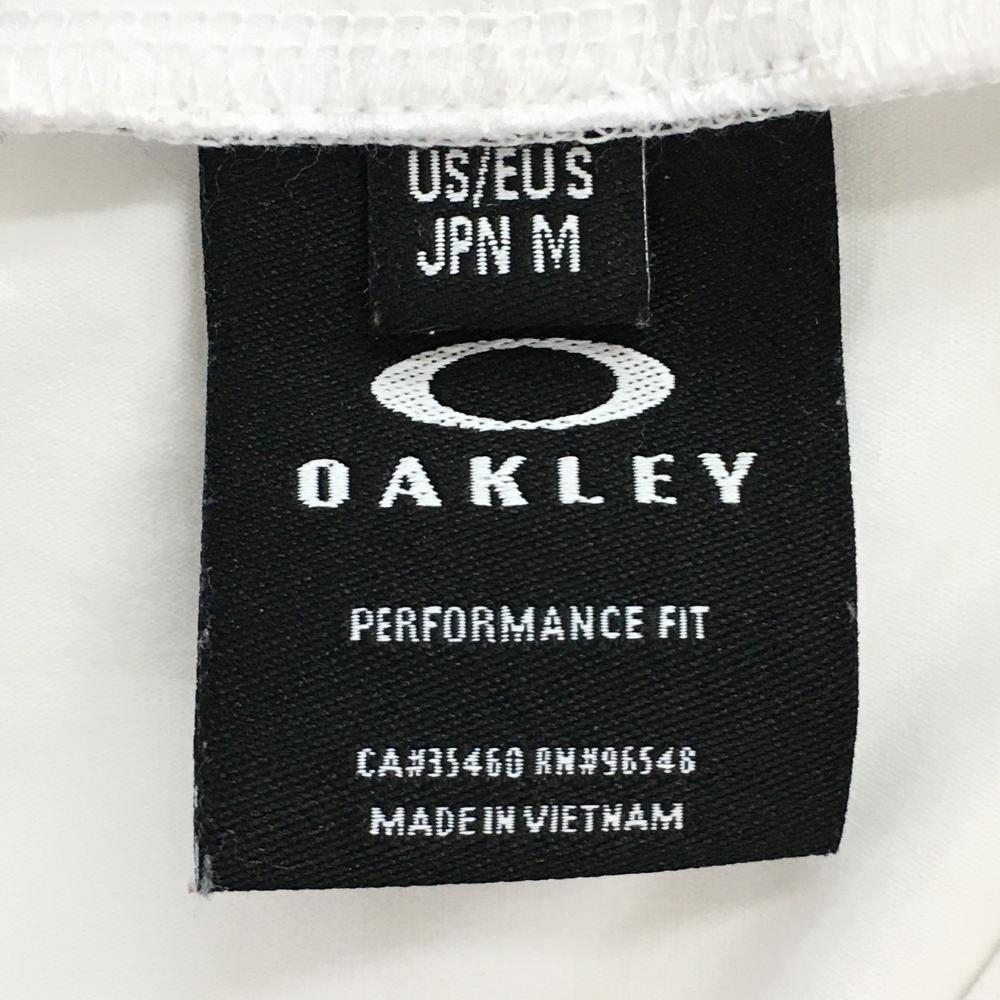 US/EU S
JPN M
OAKLEY
PERFORMANCE FIT
CA#35460 RN#96548
MADE IN VIETNAM